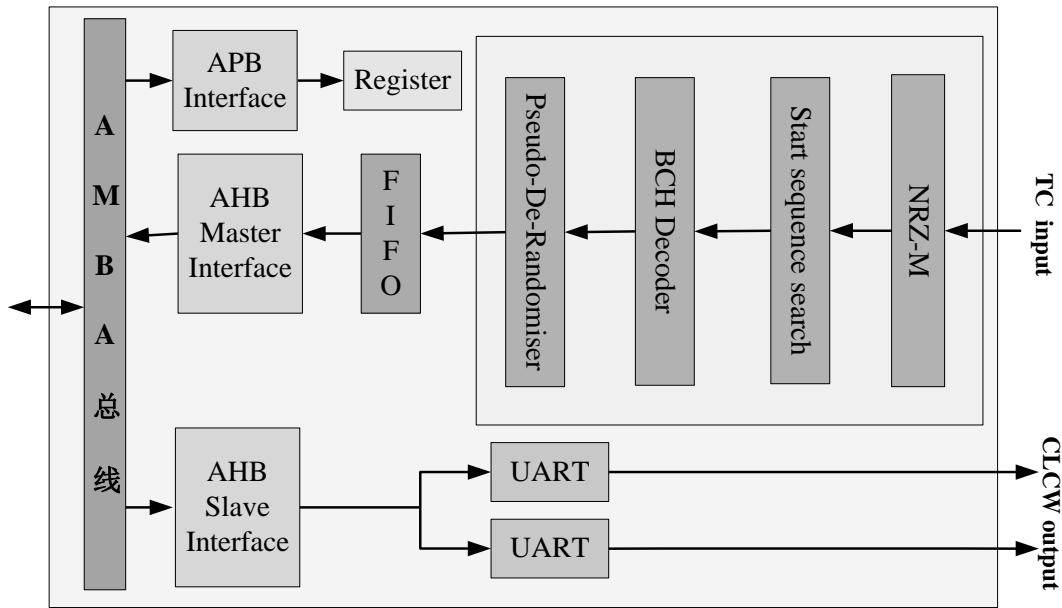 A
M
B
A
总
线
APB
Interface
Register
AHB
Master
Interface
F
I
F
O
Pseudo-De-Randomiser
BCH Decoder
Start sequence search
NRZ-M
TC input
AHB
Slave
Interface
UART
UART
CLCW output